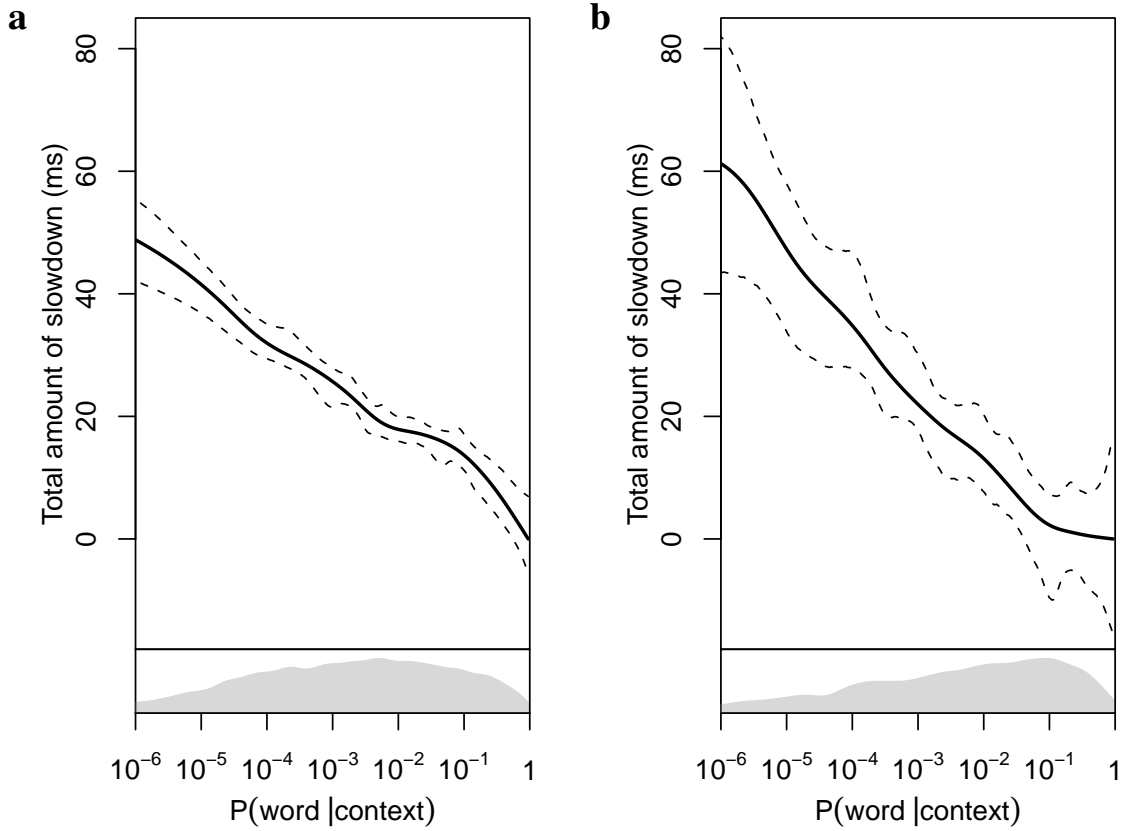 a
80
60
40
20
0
Total amount of slowdown (ms)
10⁻⁶ 10⁻⁵ 10⁻⁴ 10⁻³ 10⁻² 10⁻¹ 1
P(word |context)
b
80
60
40
20
0
Total amount of slowdown (ms)
10⁻⁶ 10⁻⁵ 10⁻⁴ 10⁻³ 10⁻² 10⁻¹ 1
P(word |context)